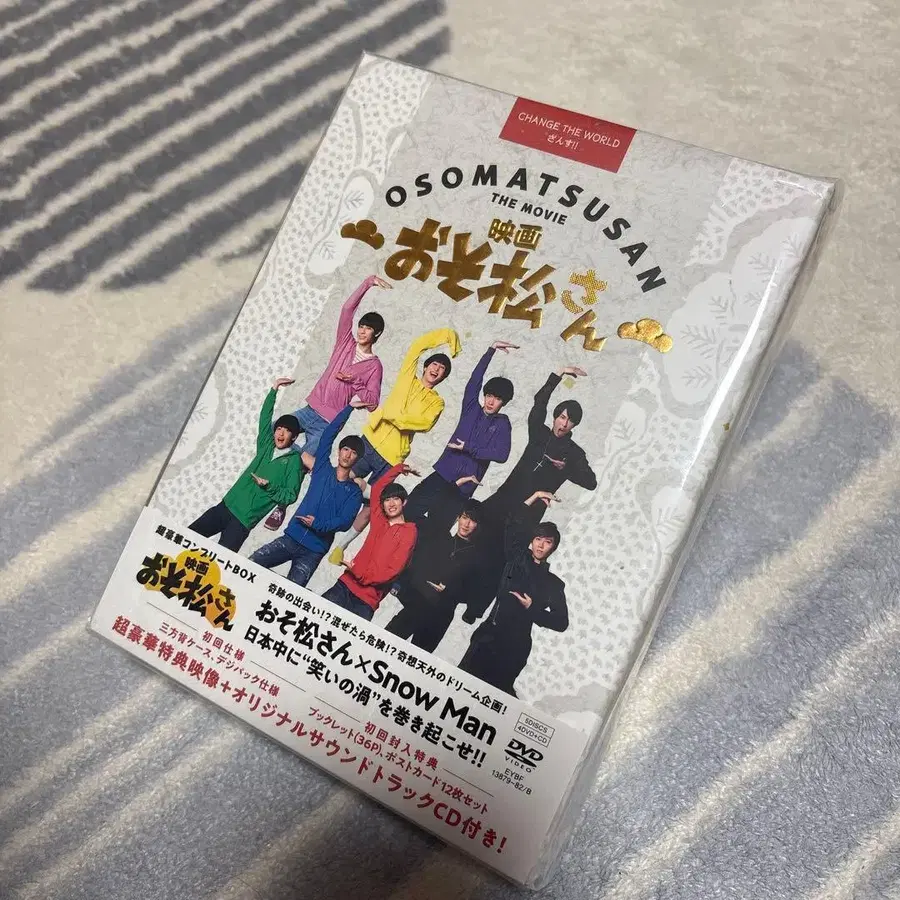 CHANGE THE WORLD
ざんす!!
OSOMATSUSAN
THE MOVIE
映画
おそ松さん
超豪華コンプリートBOX
映画
おそ松さん
奇跡の出会い!?混ぜたら危険!?奇想天外のドリーム企画!
おそ松さん×Snow Man
日本中に"笑いの渦"を巻き起こせ!!
初回仕様
三方背ケース、デジパック仕様
初回封入特典
ブックレット(36P)、ポストカード12枚セット
超豪華特典映像+オリジナルサウンドトラックCD付き!
5DISCS
4DVD+CD
DVD
VIDEO
EYBF
13879~82/B